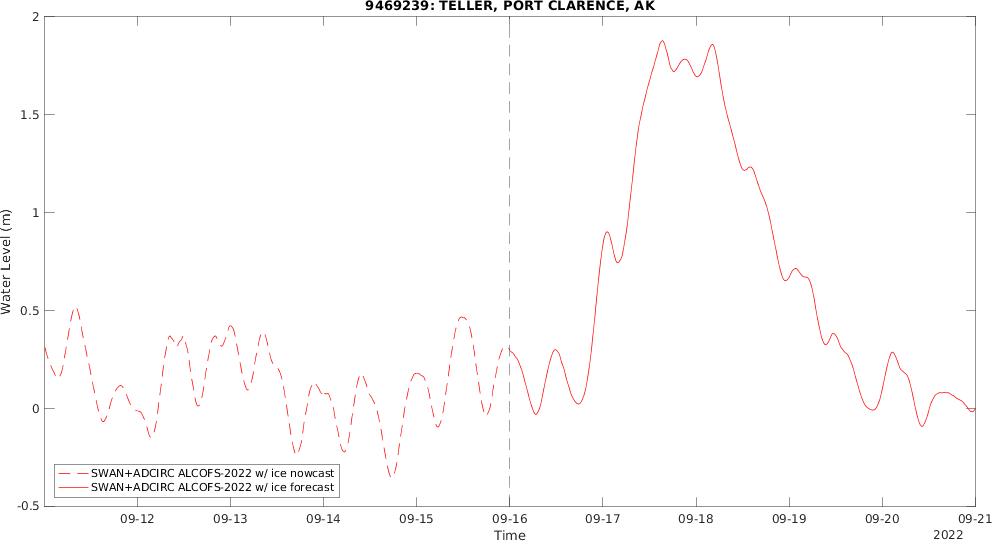 9469239: TELLER, PORT CLARENCE, AK
Water Level (m)
2
1.5
1
0.5
0
-0.5
SWAN+ADCIRC ALCOFS-2022 w/ ice nowcast
SWAN+ADCIRC ALCOFS-2022 w/ ice forecast
09-12 09-13 09-14 09-15 09-16 09-17 09-18 09-19 09-20 09-21
Time
2022